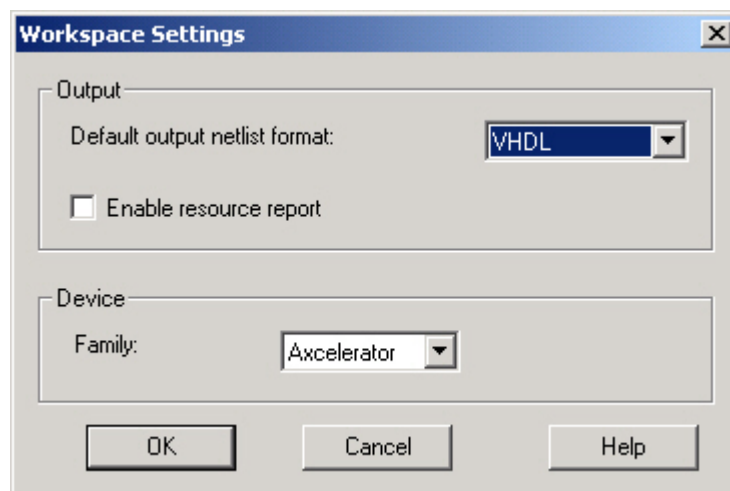 Workspace Settings
Output
Default output netlist format:
VHDL
Enable resource report
Device
Family:
Axcelerator
OK
Cancel
Help